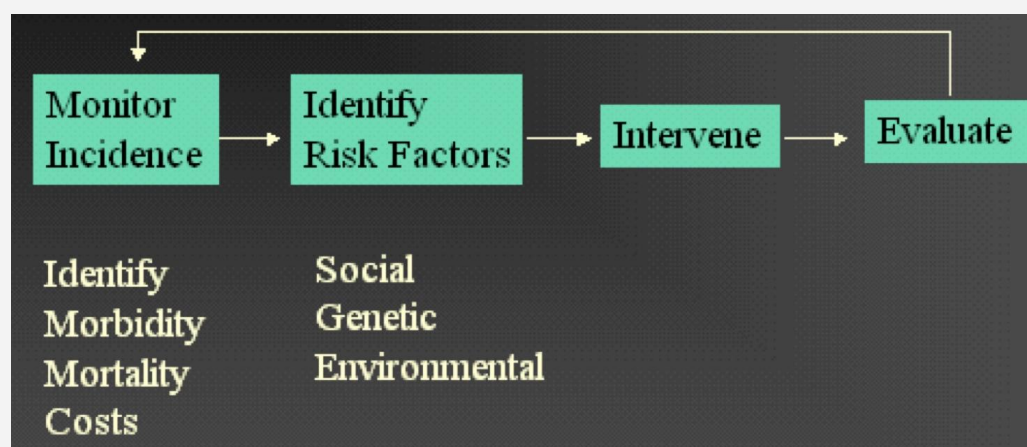 Monitor
Incidence
Identify
Risk Factors
Intervene
Evaluate
Identify
Morbidity
Mortality
Costs
Social
Genetic
Environmental